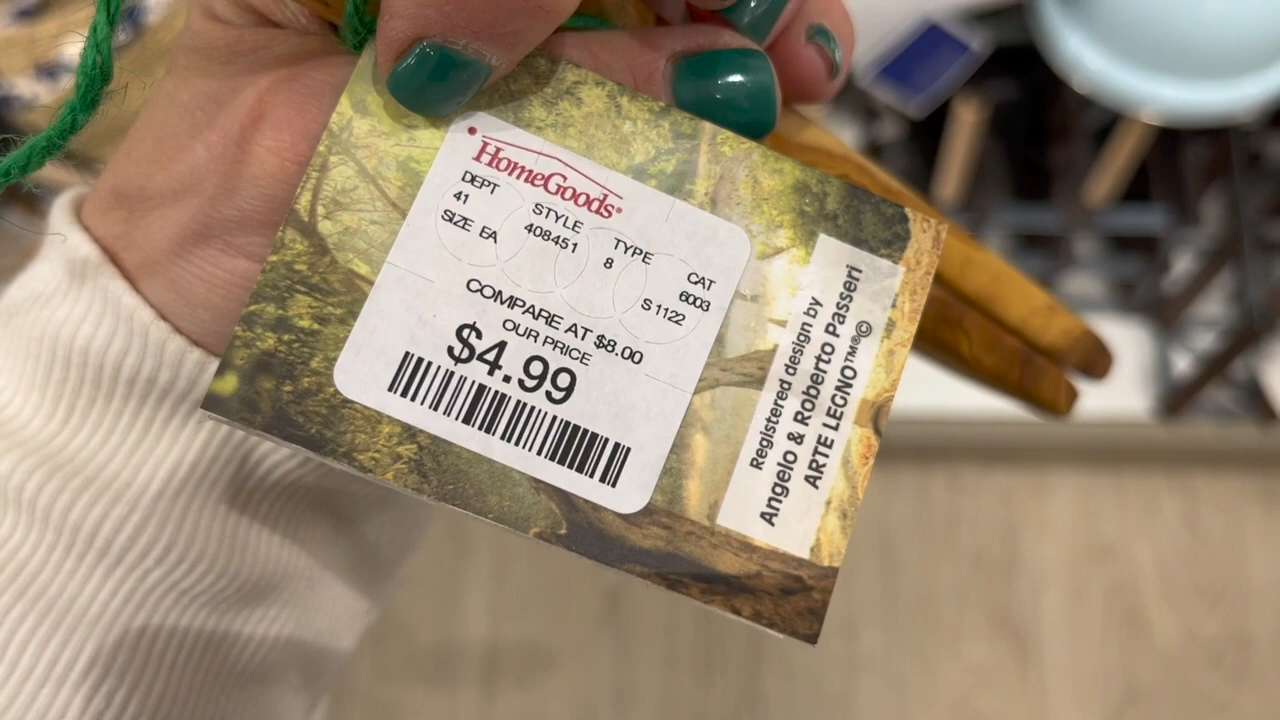 HomeGoods®
DEPT STYLE TYPE CAT
41 408451 8 6003
SIZE EA S1122
COMPARE AT $8.00
OUR PRICE
$4.99
Registered design by
Angelo & Roberto Passeri
ARTE LEGNO™®©